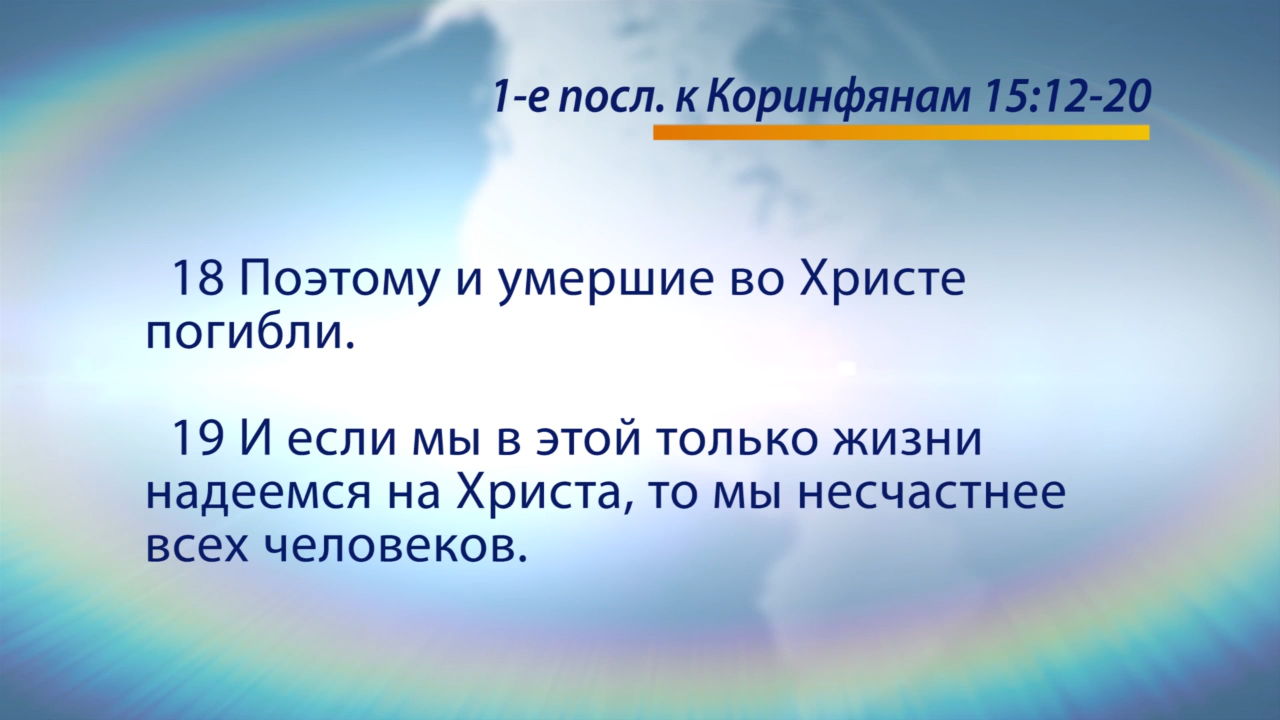 1-е посл. к Коринфянам 15:12-20
18 Поэтому и умершие во Христе
погибли.
19 И если мы в этой только жизни
надеемся на Христа, то мы несчастнее
всех человеков.